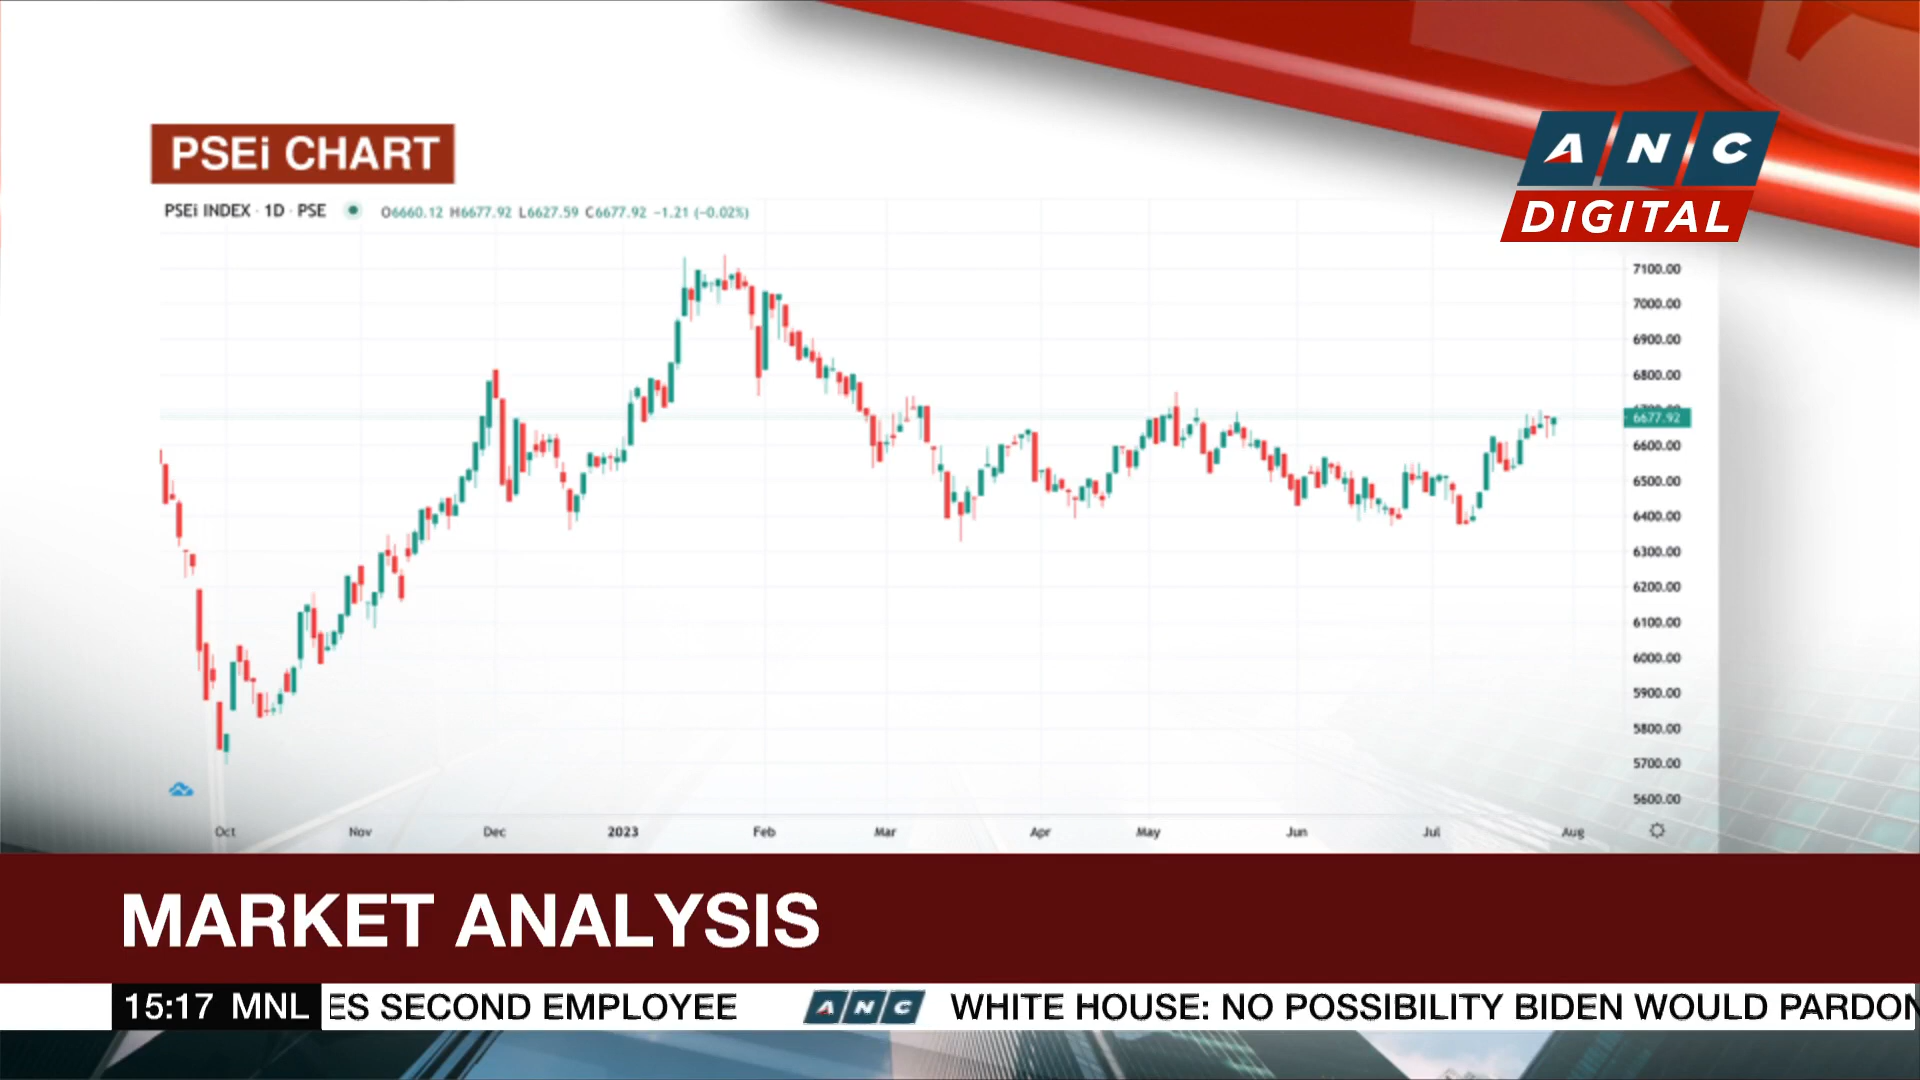 PSEi CHART
A N C
DIGITAL
PSEi INDEX · 1D · PSE O6660.12 H6677.92 L6627.59 C6677.92 −1.21 (−0.02%)
7100.00
7000.00
6900.00
6800.00
6677.92
6600.00
6500.00
6400.00
6300.00
6200.00
6100.00
6000.00
5900.00
5800.00
5700.00
5600.00
Oct Nov Dec 2023 Feb Mar Apr May Jun Jul Aug
MARKET ANALYSIS
15:17 MNL ES SECOND EMPLOYEE A N C WHITE HOUSE: NO POSSIBILITY BIDEN WOULD PARDON